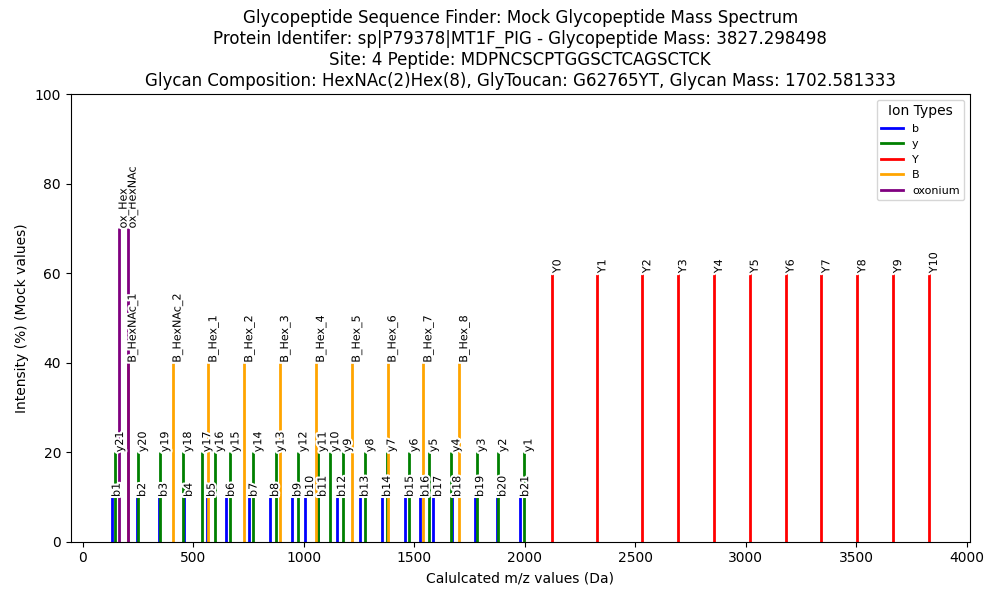 Glycopeptide Sequence Finder: Mock Glycopeptide Mass Spectrum
Protein Identifer: sp|P79378|MT1F_PIG - Glycopeptide Mass: 3827.298498
Site: 4 Peptide: MDPNCSCPTGGSCTCAGSCTCK
Glycan Composition: HexNAc(2)Hex(8), GlyToucan: G62765YT, Glycan Mass: 1702.581333
100
80
60
40
20
0
Intensity (%) (Mock values)
Ion Types
b
y
Y
B
oxonium
ox_Hex
ox_HexNAc
Y0
Y1
Y2
Y3
Y4
Y5
Y6
Y7
Y8
Y9
Y10
B_HexNAc_1
B_HexNAc_2
B_Hex_1
B_Hex_2
B_Hex_3
B_Hex_4
B_Hex_5
B_Hex_6
B_Hex_7
B_Hex_8
y21
y20
y19
y18
y17
y16
y15
y14
y13
y12
y11
y10
y9
y8
y7
y6
y5
y4
y3
y2
y1
b1
b2
b3
b4
b5
b6
b7
b8
b9
b10
b11
b12
b13
b14
b15
b16
b17
b18
b19
b20
b21
0
500
1000
1500
2000
2500
3000
3500
4000
Calulcated m/z values (Da)